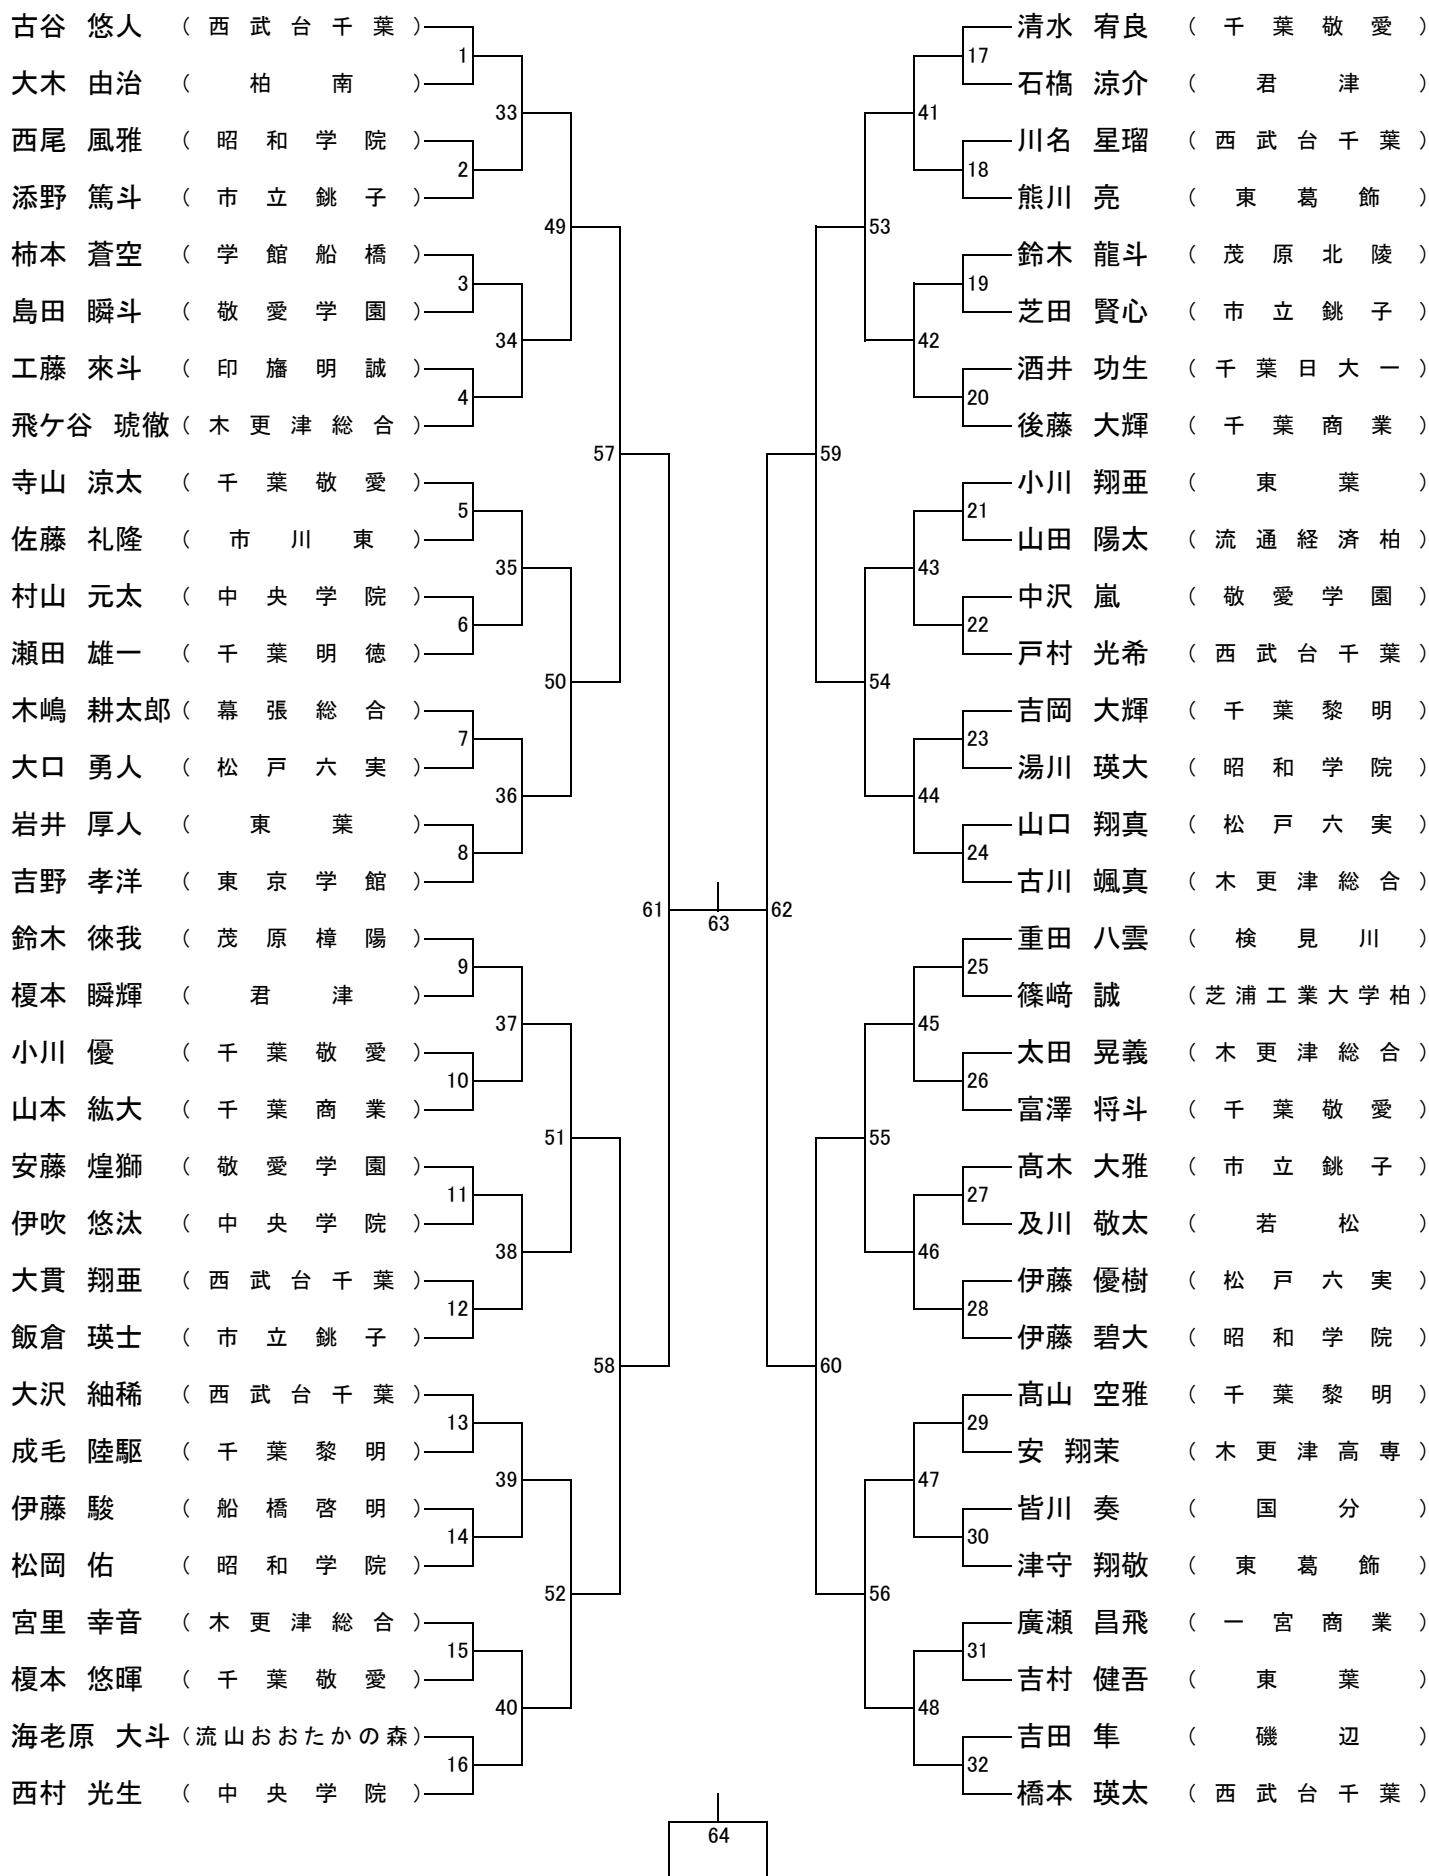 古谷 悠人 （ 西 武 台 千 葉 ）
1
大木 由治 （ 柏 南 ）
33
西尾 風雅 （ 昭 和 学 院 ）
2
添野 篤斗 （ 市 立 銚 子 ）
49
柿本 蒼空 （ 学 館 船 橋 ）
3
島田 瞬斗 （ 敬 愛 学 園 ）
34
工藤 來斗 （ 印 旛 明 誠 ）
4
飛ケ谷 琥徹 （ 木 更 津 総 合 ）
57
寺山 涼太 （ 千 葉 敬 愛 ）
5
佐藤 礼隆 （ 市 川 東 ）
35
村山 元太 （ 中 央 学 院 ）
6
瀬田 雄一 （ 千 葉 明 徳 ）
50
木嶋 耕太郎 （ 幕 張 総 合 ）
7
大口 勇人 （ 松 戸 六 実 ）
36
岩井 厚人 （ 東 葉 ）
8
吉野 孝洋 （ 東 京 学 館 ）
61
鈴木 徠我 （ 茂 原 樟 陽 ）
9
榎本 瞬輝 （ 君 津 ）
37
小川 優 （ 千 葉 敬 愛 ）
10
山本 紘大 （ 千 葉 商 業 ）
51
安藤 煌獅 （ 敬 愛 学 園 ）
11
伊吹 悠汰 （ 中 央 学 院 ）
38
大貫 翔亜 （ 西 武 台 千 葉 ）
12
飯倉 瑛士 （ 市 立 銚 子 ）
58
大沢 紬稀 （ 西 武 台 千 葉 ）
13
成毛 陸駆 （ 千 葉 黎 明 ）
39
伊藤 駿 （ 船 橋 啓 明 ）
14
松岡 佑 （ 昭 和 学 院 ）
52
宮里 幸音 （ 木 更 津 総 合 ）
15
榎本 悠暉 （ 千 葉 敬 愛 ）
40
海老原 大斗 （ 流 山 お お た か の 森 ）
16
西村 光生 （ 中 央 学 院 ）
63
64
清水 宥良 （ 千 葉 敬 愛 ）
17
石橋 涼介 （ 君 津 ）
41
川名 星瑠 （ 西 武 台 千 葉 ）
18
熊川 亮 （ 東 葛 飾 ）
53
鈴木 龍斗 （ 茂 原 北 陵 ）
19
芝田 賢心 （ 市 立 銚 子 ）
42
酒井 功生 （ 千 葉 日 大 一 ）
20
後藤 大輝 （ 千 葉 商 業 ）
59
小川 翔亜 （ 東 葉 ）
21
山田 陽太 （ 流 通 経 済 柏 ）
43
中沢 嵐 （ 敬 愛 学 園 ）
22
戸村 光希 （ 西 武 台 千 葉 ）
54
吉岡 大輝 （ 千 葉 黎 明 ）
23
湯川 瑛大 （ 昭 和 学 院 ）
44
山口 翔真 （ 松 戸 六 実 ）
24
古川 颯真 （ 木 更 津 総 合 ）
62
重田 八雲 （ 検 見 川 ）
25
篠﨑 誠 （ 芝 浦 工 業 大 学 柏 ）
45
太田 晃義 （ 木 更 津 総 合 ）
26
富澤 将斗 （ 千 葉 敬 愛 ）
55
髙木 大雅 （ 市 立 銚 子 ）
27
及川 敬太 （ 若 松 ）
46
伊藤 優樹 （ 松 戸 六 実 ）
28
伊藤 碧大 （ 昭 和 学 院 ）
60
髙山 空雅 （ 千 葉 黎 明 ）
29
安 翔茉 （ 木 更 津 高 専 ）
47
皆川 奏 （ 国 分 ）
30
津守 翔敬 （ 東 葛 飾 ）
56
廣瀬 昌飛 （ 一 宮 商 業 ）
31
吉村 健吾 （ 東 葉 ）
48
吉田 隼 （ 磯 辺 ）
32
橋本 瑛太 （ 西 武 台 千 葉 ）